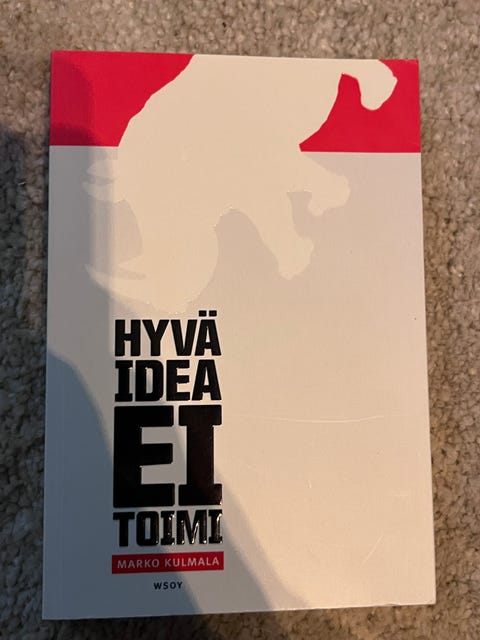 HYVÄ
IDEA
EI
TOIMI
MARKO KULMALA
WSOY